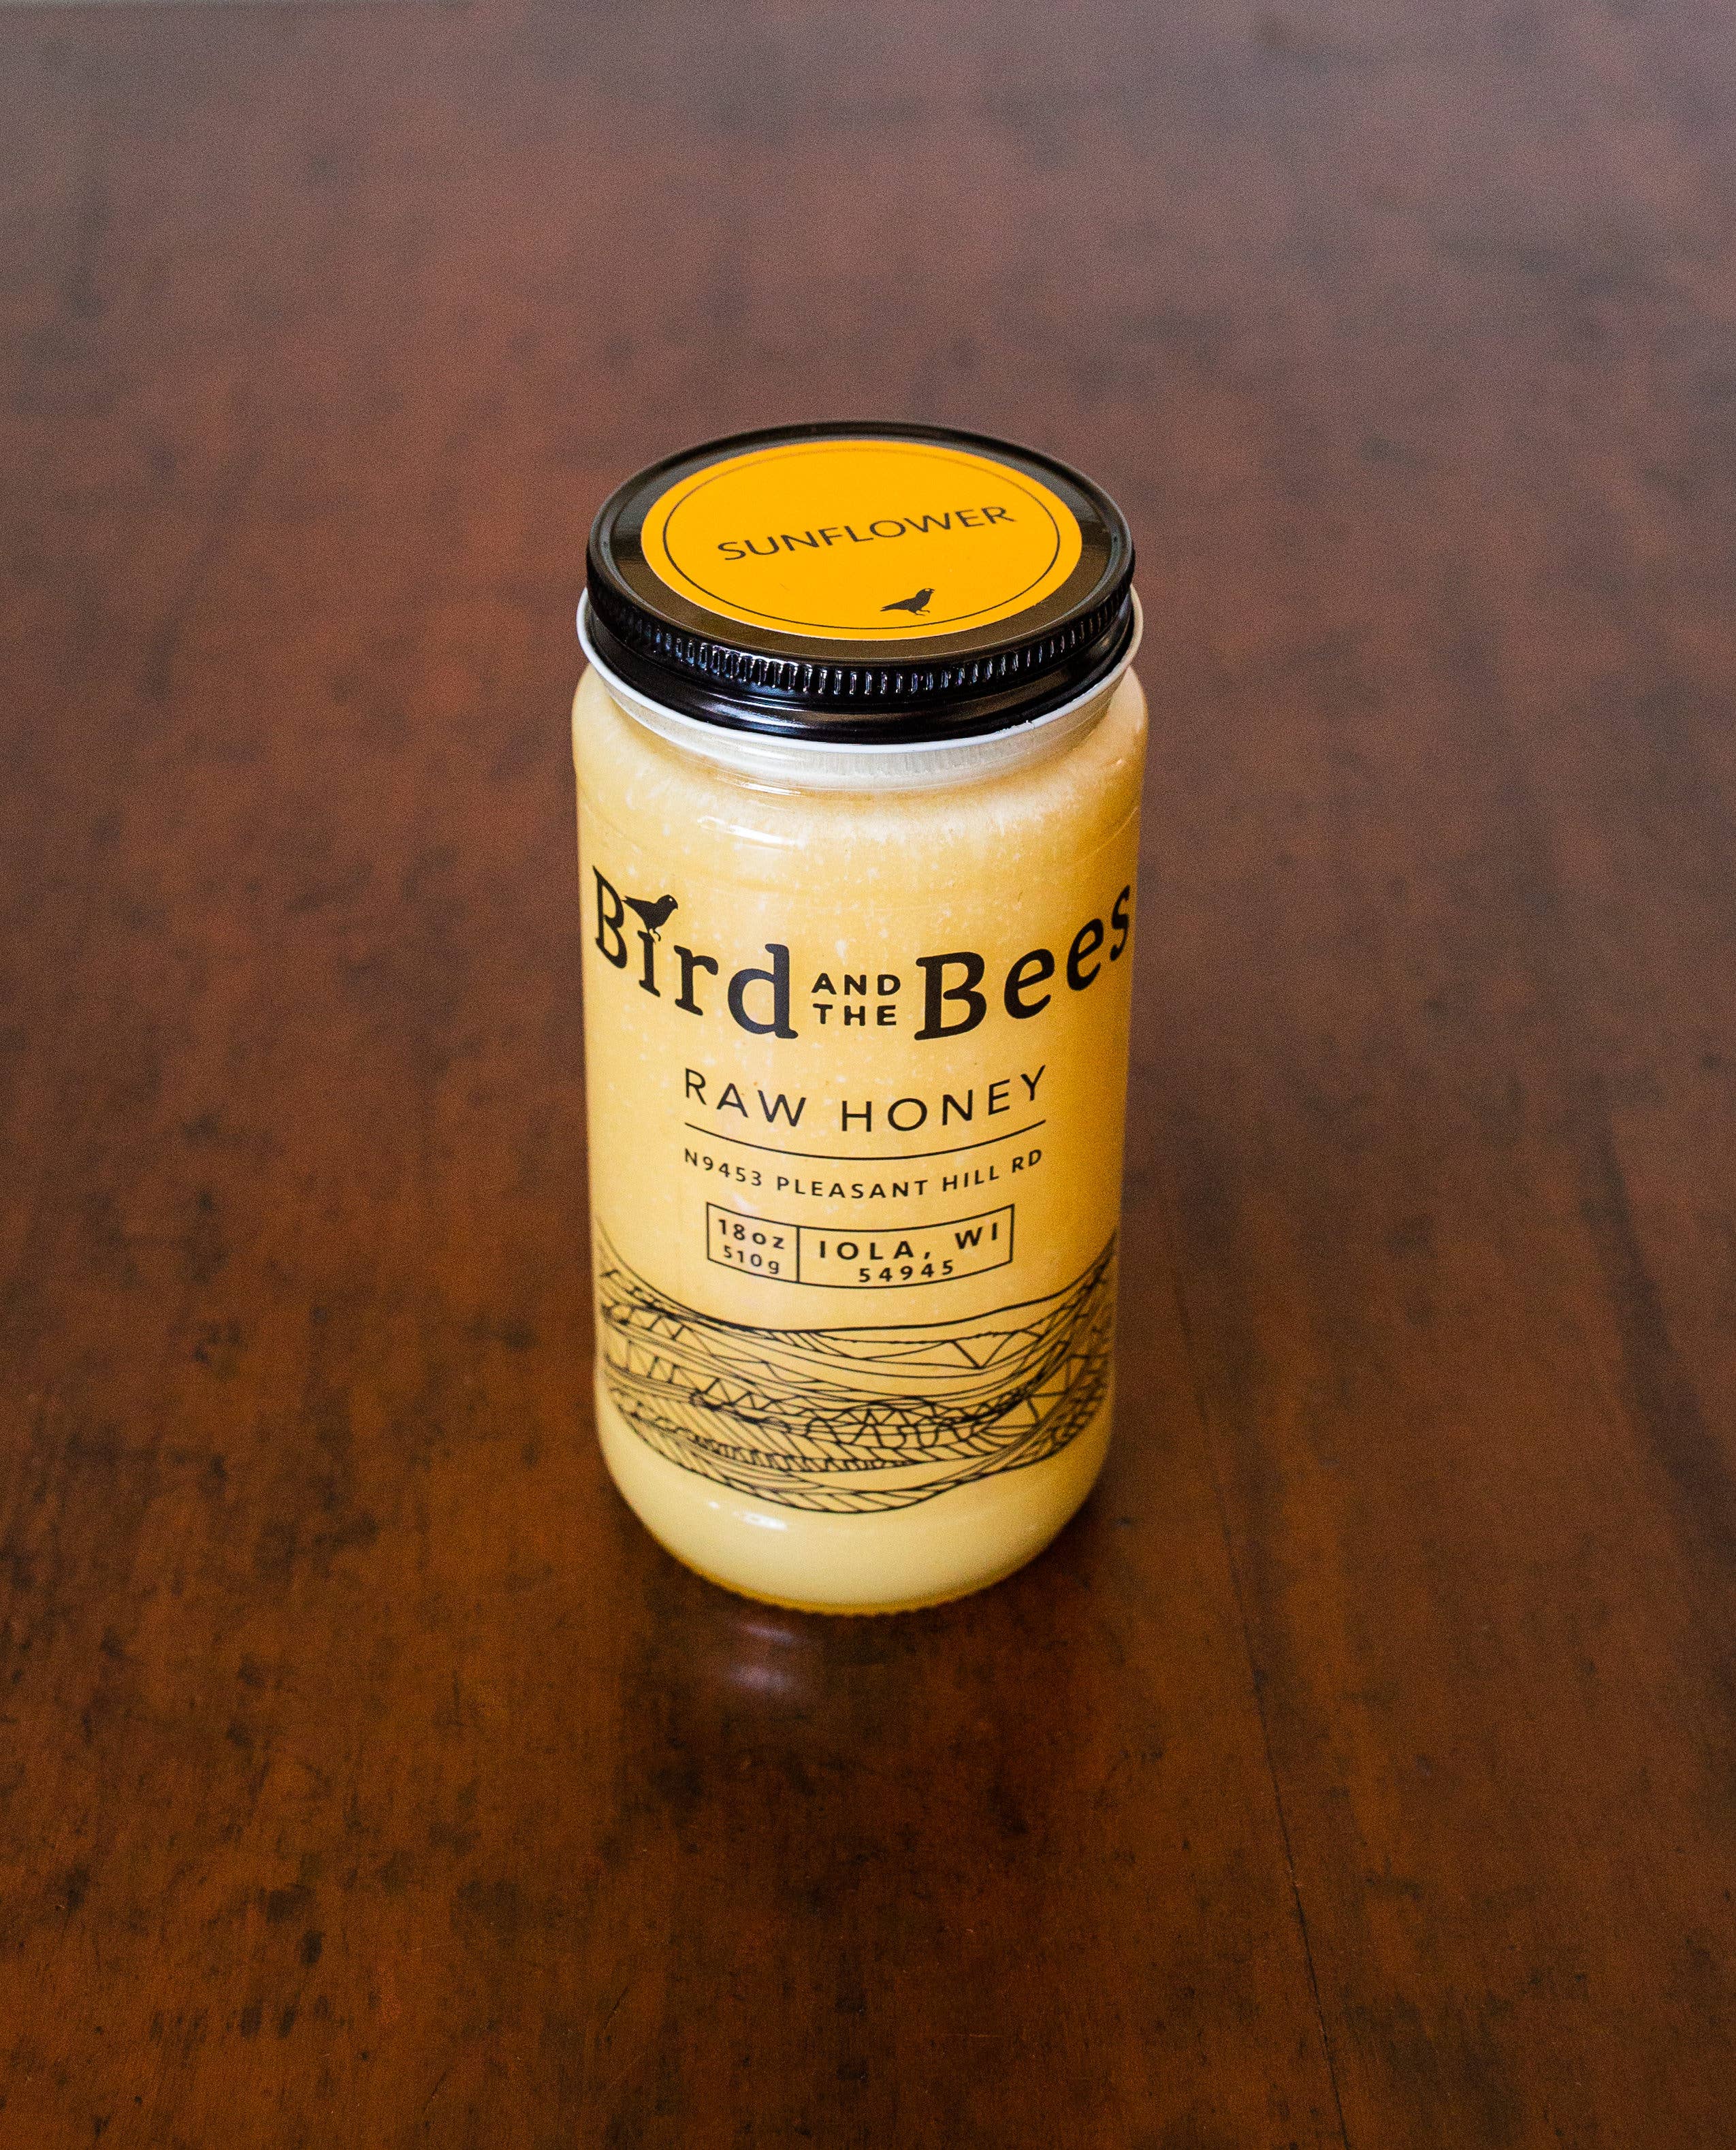 SUNFLOWER
Bird AND THE Bees
RAW HONEY
N9453 PLEASANT HILL RD
18oz
510g
IOLA, WI
54945